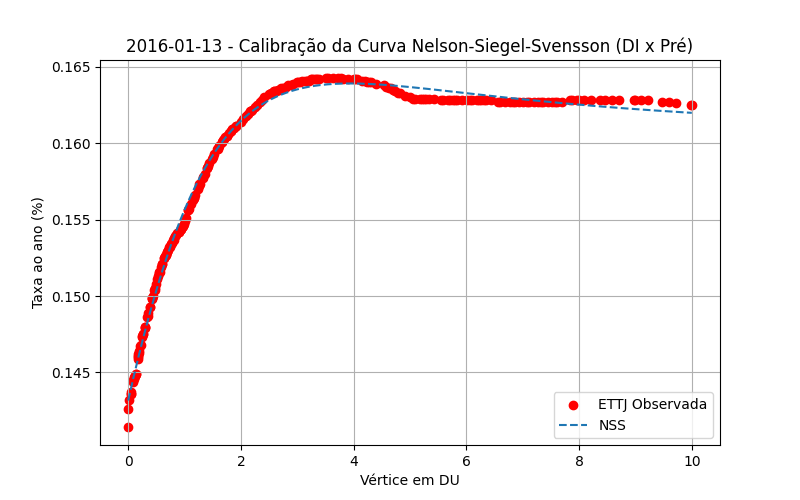 2016-01-13 - Calibração da Curva Nelson-Siegel-Svensson (DI x Pré)
0.165
0.160
0.155
0.150
0.145
Taxa ao ano (%)
ETTJ Observada
NSS
0 2 4 6 8 10
Vértice em DU